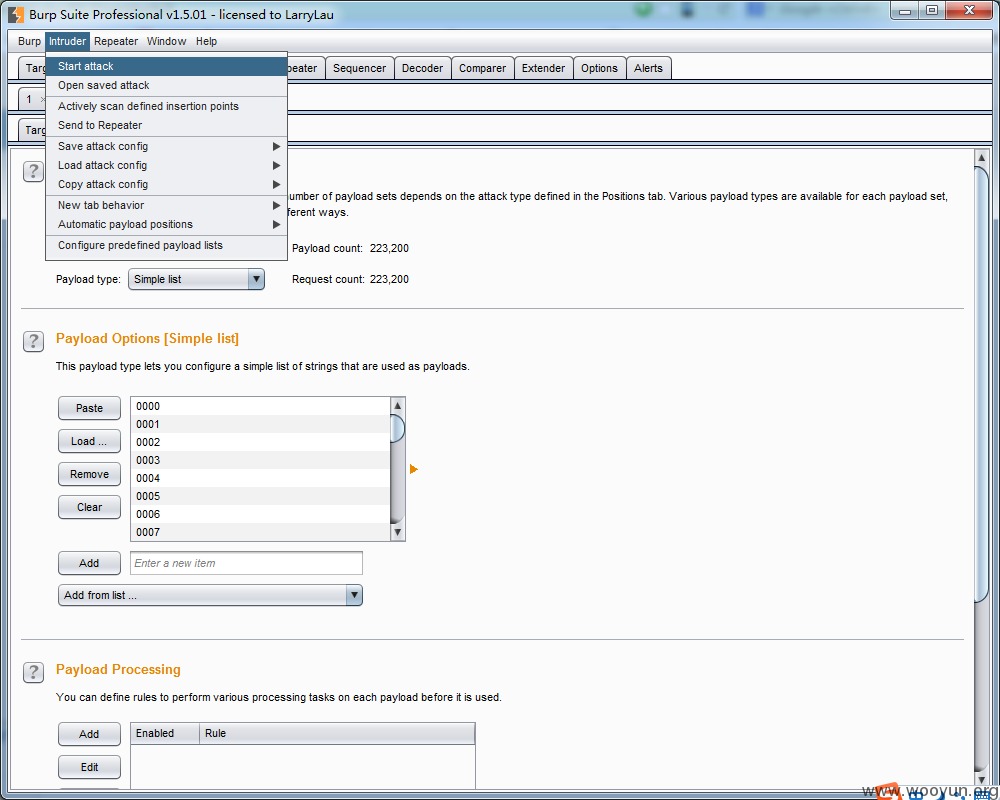 Burp Suite Professional v1.5.01 - licensed to LarryLau
Burp Intruder Repeater Window Help
Start attack
Open saved attack
Actively scan defined insertion points
Send to Repeater
Save attack config
Load attack config
Copy attack config
New tab behavior
Automatic payload positions
Configure predefined payload lists
Targ peater Sequencer Decoder Comparer Extender Options Alerts
1 ×
Targ
? umber of payload sets depends on the attack type defined in the Positions tab. Various payload types are available for each payload set,
ferent ways.
Payload count: 223,200
Payload type: Simple list Request count: 223,200
? Payload Options [Simple list]
This payload type lets you configure a simple list of strings that are used as payloads.
Paste
Load ...
Remove
Clear
0000
0001
0002
0003
0004
0005
0006
0007
Add Enter a new item
Add from list ...
? Payload Processing
You can define rules to perform various processing tasks on each payload before it is used.
Add Enabled Rule
Edit
www.wooyun.org